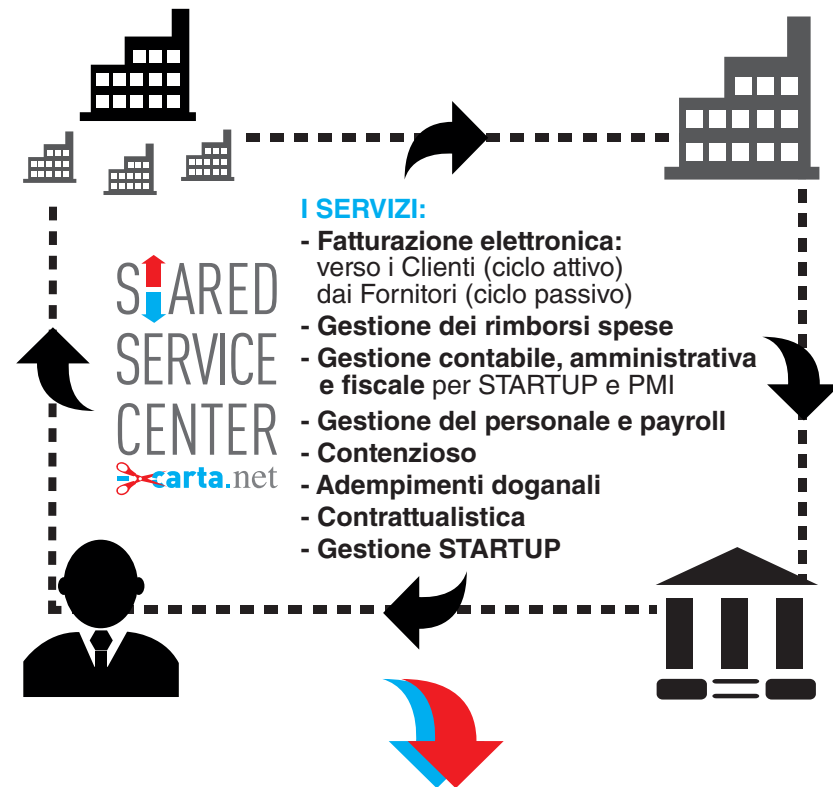 I SERVIZI:
- Fatturazione elettronica:
verso i Clienti (ciclo attivo)
dai Fornitori (ciclo passivo)
- Gestione dei rimborsi spese
- Gestione contabile, amministrativa
e fiscale per STARTUP e PMI
- Gestione del personale e payroll
- Contenzioso
- Adempimenti doganali
- Contrattualistica
- Gestione STARTUP
SHARED
SERVICE
CENTER
-carta.net